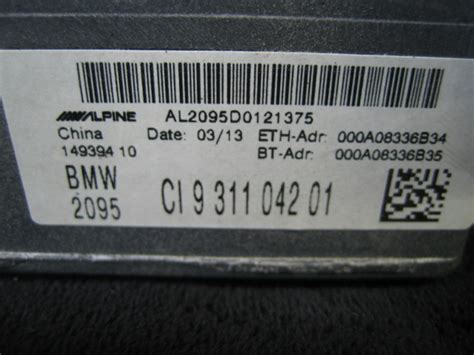 ALPINE AL2095D0121375
China Date: 03/13 ETH-Adr: 000A08336B34
149394 10 BT-Adr: 000A08336B35
BMW
2095 CI 9 311 042 01